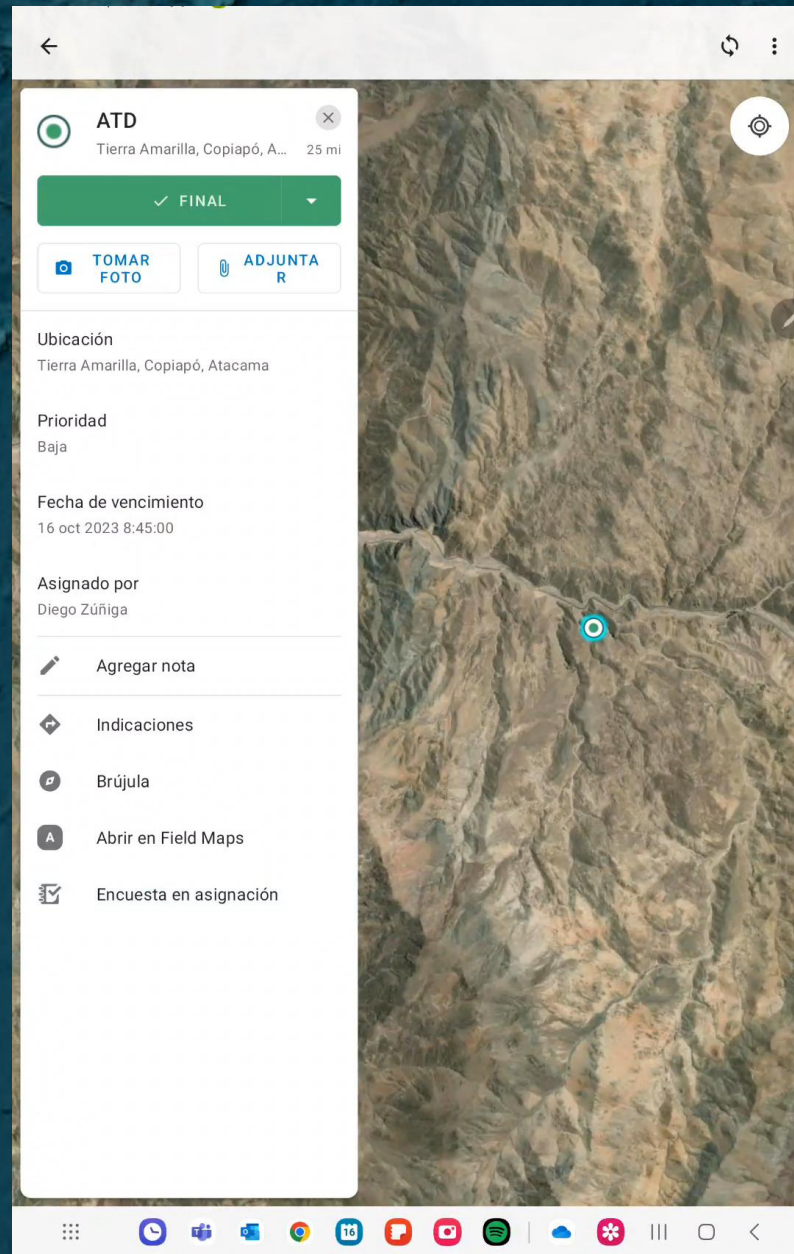 ATD
Tierra Amarilla, Copiapó, A... 25 mi
FINAL
TOMAR
FOTO
ADJUNTA
R
Ubicación
Tierra Amarilla, Copiapó, Atacama
Prioridad
Baja
Fecha de vencimiento
16 oct 2023 8:45:00
Asignado por
Diego Zúñiga
Agregar nota
Indicaciones
Brújula
A
Abrir en Field Maps
Encuesta en asignación
16